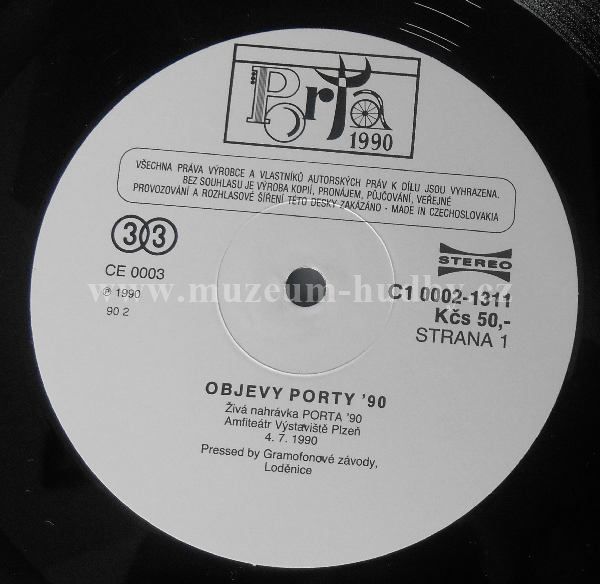 Porta
1990
VŠECHNA PRÁVA VÝROBCE A VLASTNÍKŮ AUTORSKÝCH PRÁV K DÍLU JSOU VYHRAZENA.
BEZ SOUHLASU JE VÝROBA KOPIÍ, PRONÁJEM, PŮJČOVÁNÍ, VEŘEJNÉ
PROVOZOVÁNÍ A ROZHLASOVÉ ŠÍŘENÍ TÉTO DESKY ZAKÁZÁNO - MADE IN CZECHOSLOVAKIA
33
STEREO
CE 0003
℗ 1990
90 2
www.muzeum-hudby.cz
C1 0002-1311
Kčs 50,-
STRANA 1
OBJEVY PORTY '90
Živá nahrávka PORTA '90
Amfiteátr Výstaviště Plzeň
4. 7. 1990
Pressed by Gramofonové závody,
Loděnice